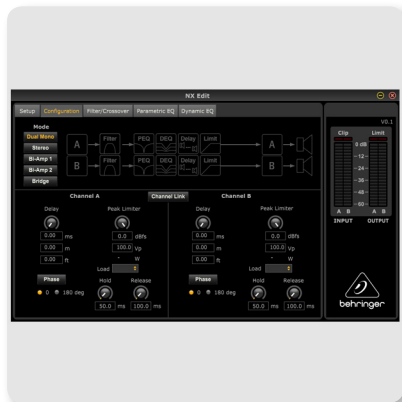 NX Edit
Setup Configuration Filter/Crossover Parametric EQ Dynamic EQ
V0.1
Mode
Dual Mono
Stereo
Bi-Amp 1
Bi-Amp 2
Bridge
A Filter PEQ DEQ Delay Limit A
B Filter PEQ DEQ Delay Limit B
Clip Limit
0 dB
-12-
-24-
-36-
-48-
-60-
A B A B
INPUT OUTPUT
Channel A Channel Link Channel B
Delay Peak Limiter Delay Peak Limiter
0.00 ms 0.0 dBfs 0.00 ms 0.0 dBfs
0.00 m 100.0 Vp 0.00 m 100.0 Vp
0.00 ft - W 0.00 ft - W
Load Load
Phase Hold Release Phase Hold Release
0 180 deg 0 180 deg
50.0 ms 100.0 ms 50.0 ms 100.0 ms
behringer